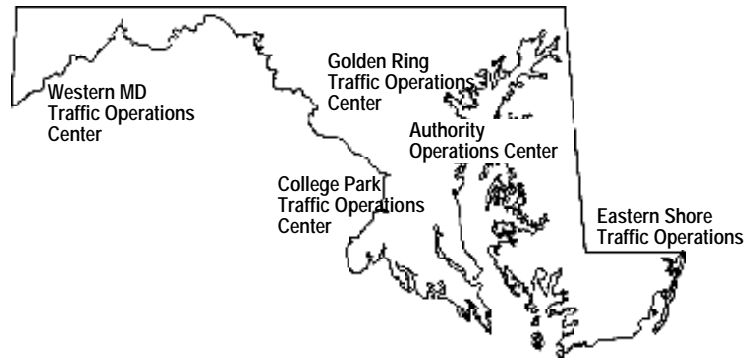 Golden Ring
Traffic Operations
Center
Western MD
Traffic Operations
Center
Authority
Operations Center
College Park
Traffic Operations
Center
Eastern Shore
Traffic Operations